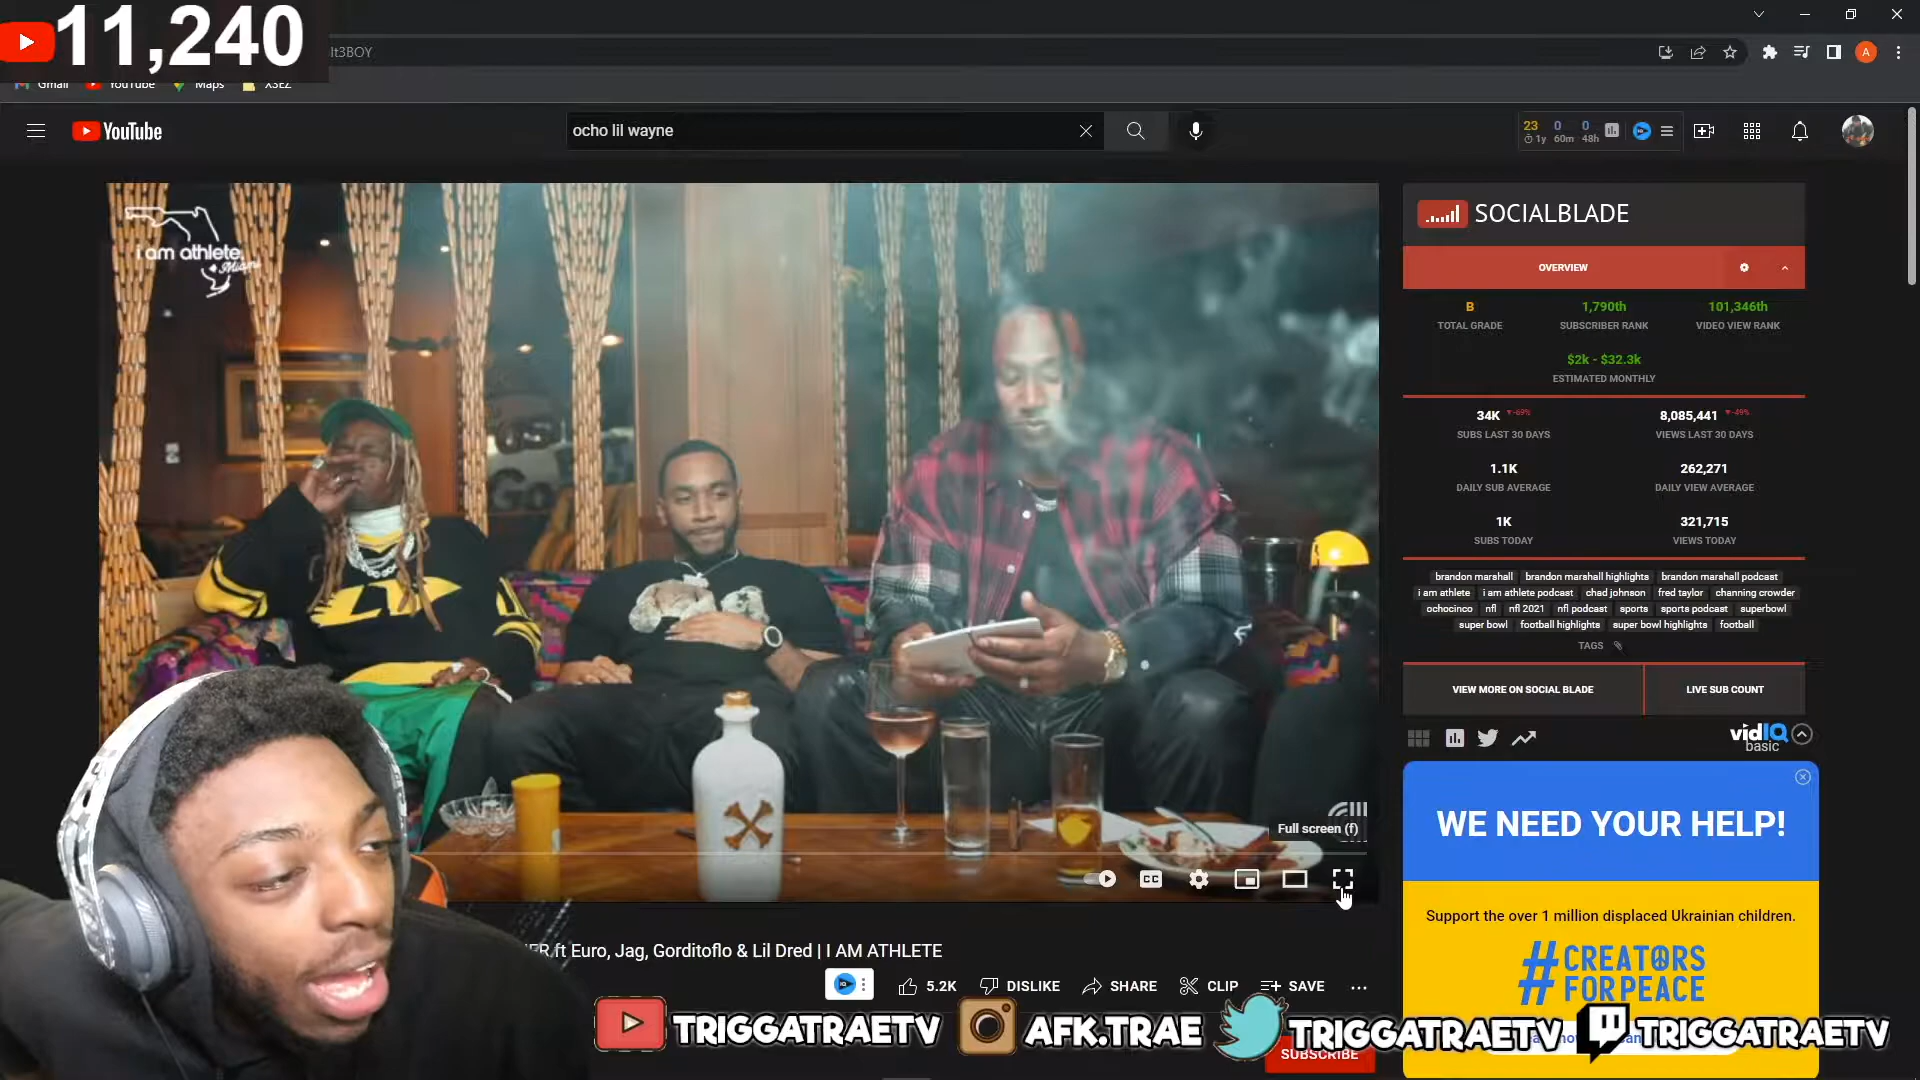 11,240
lt3BOY
Gmail YouTube Maps X3EZ
YouTube
ocho lil wayne
23 0 0
1y 60m 48h
A
i am athlete.
Miami
SOCIALBLADE
OVERVIEW
B 1,790th 101,346th
TOTAL GRADE SUBSCRIBER RANK VIDEO VIEW RANK
$2k - $32.3k
ESTIMATED MONTHLY
34K -69% 8,085,441 -49%
SUBS LAST 30 DAYS VIEWS LAST 30 DAYS
1.1K 262,271
DAILY SUB AVERAGE DAILY VIEW AVERAGE
1K 321,715
SUBS TODAY VIEWS TODAY
brandon marshall brandon marshall highlights brandon marshall podcast
i am athlete i am athlete podcast chad johnson fred taylor channing crowder
ochocinco nfl nfl 2021 nfl podcast sports sports podcast superbowl
super bowl football highlights super bowl highlights football
TAGS
VIEW MORE ON SOCIAL BLADE LIVE SUB COUNT
vidIQ
basic
WE NEED YOUR HELP!
Support the over 1 million displaced Ukrainian children.
#CREATORS
FORPEACE
Full screen (f)
CC
ft Euro, Jag, Gorditoflo & Lil Dred | I AM ATHLETE
5.2K DISLIKE SHARE CLIP SAVE
TRIGGATRAETV AFK.TRAE TRIGGATRAETV TRIGGATRAETV
SUBSCRIBE